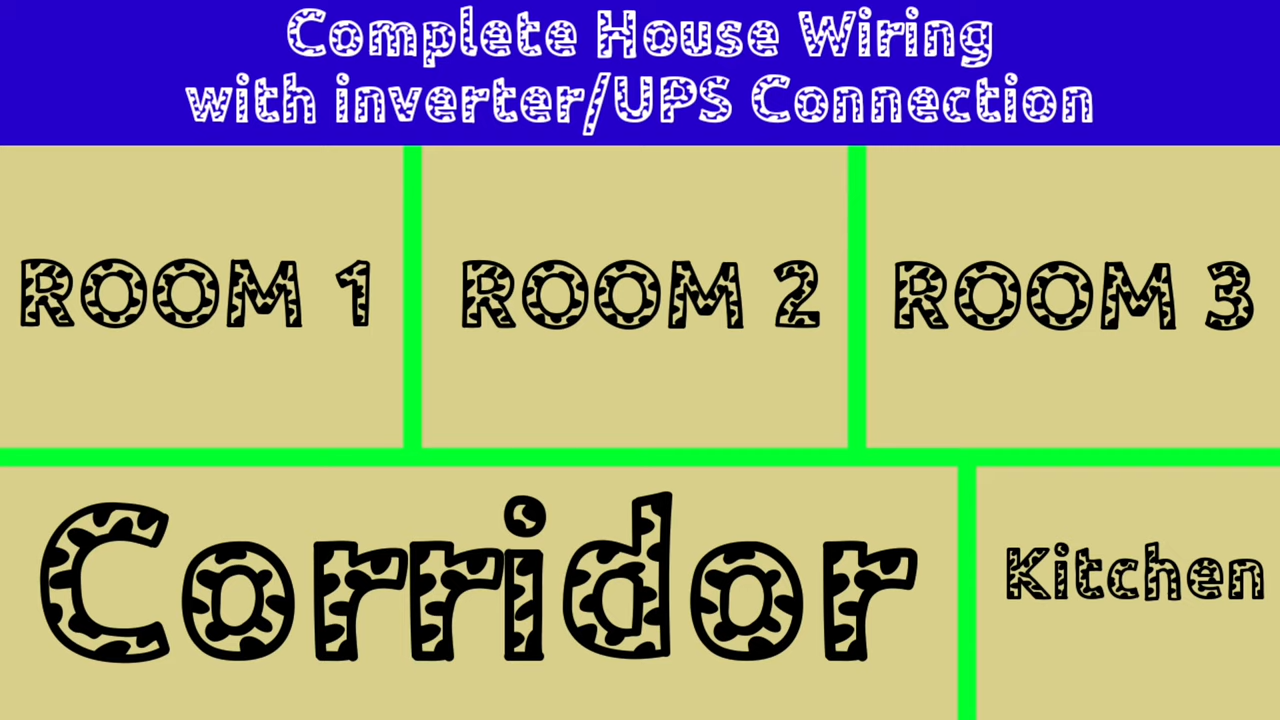 Complete House Wiring
with inverter/UPS Connection
ROOM 1
ROOM 2
ROOM 3
Corridor
Kitchen